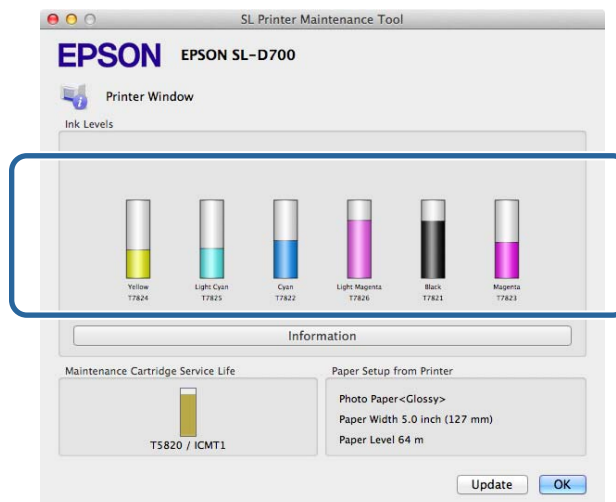 SL Printer Maintenance Tool
EPSON EPSON SL-D700
Printer Window
Ink Levels
Yellow Light Cyan Cyan Light Magenta Black Magenta
T7824 T7825 T7822 T7826 T7821 T7823
Information
Maintenance Cartridge Service Life Paper Setup from Printer
Photo Paper<Glossy>
Paper Width 5.0 inch (127 mm)
Paper Level 64 m
T5820 / ICMT1
Update OK